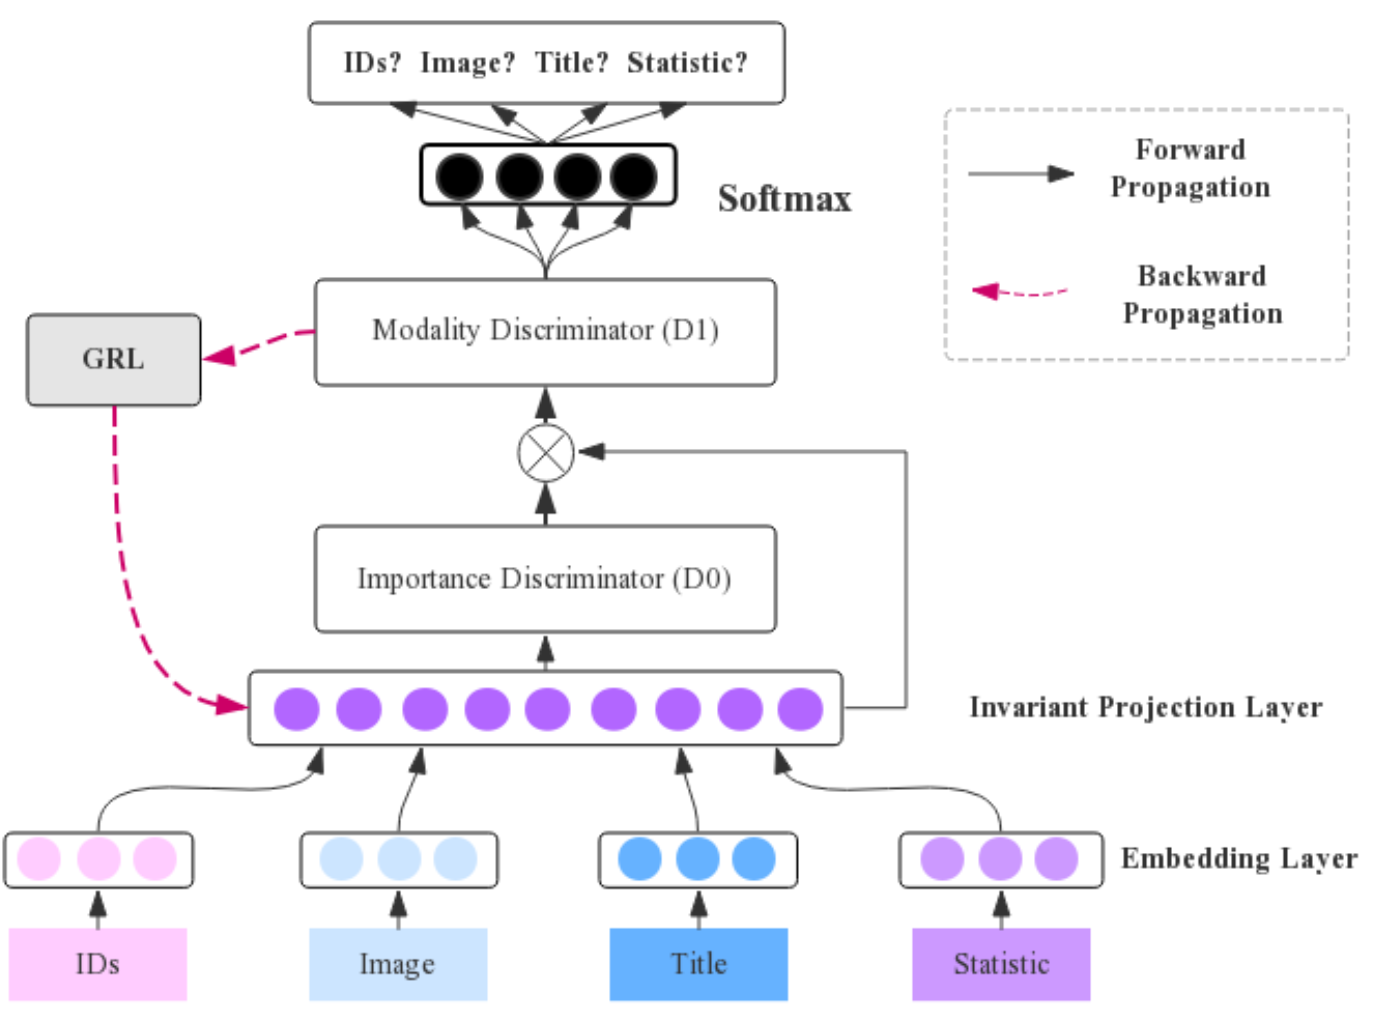 IDs? Image? Title? Statistic?
Softmax
Forward
Propagation
Backward
Propagation
Modality Discriminator (D1)
GRL
Importance Discriminator (D0)
Invariant Projection Layer
Embedding Layer
IDs
Image
Title
Statistic